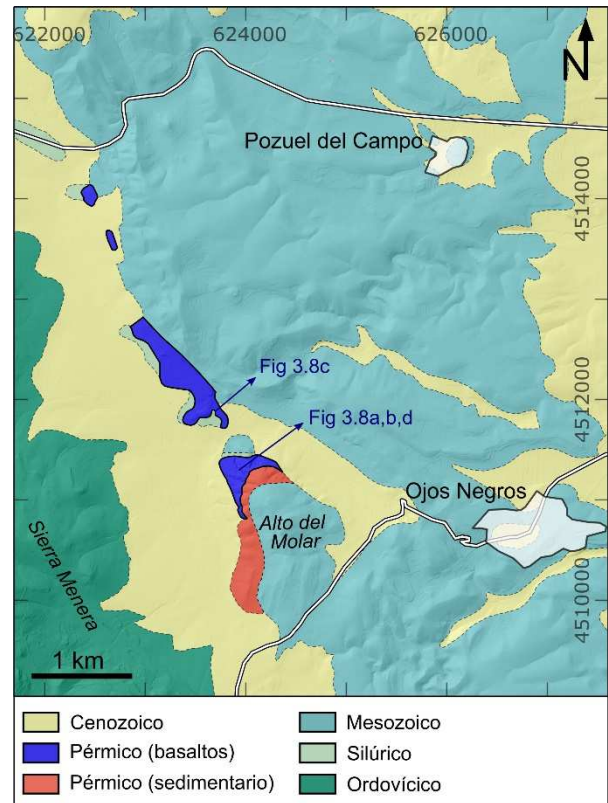 622000
624000
626000
N
Pozuel del Campo
4514000
Fig 3.8c
4512000
Fig 3.8a,b,d
Ojos Negros
Alto del
Molar
Sierra Menera
4510000
1 km
Cenozoico
Mesozoico
Pérmico (basaltos)
Silúrico
Pérmico (sedimentario)
Ordovícico